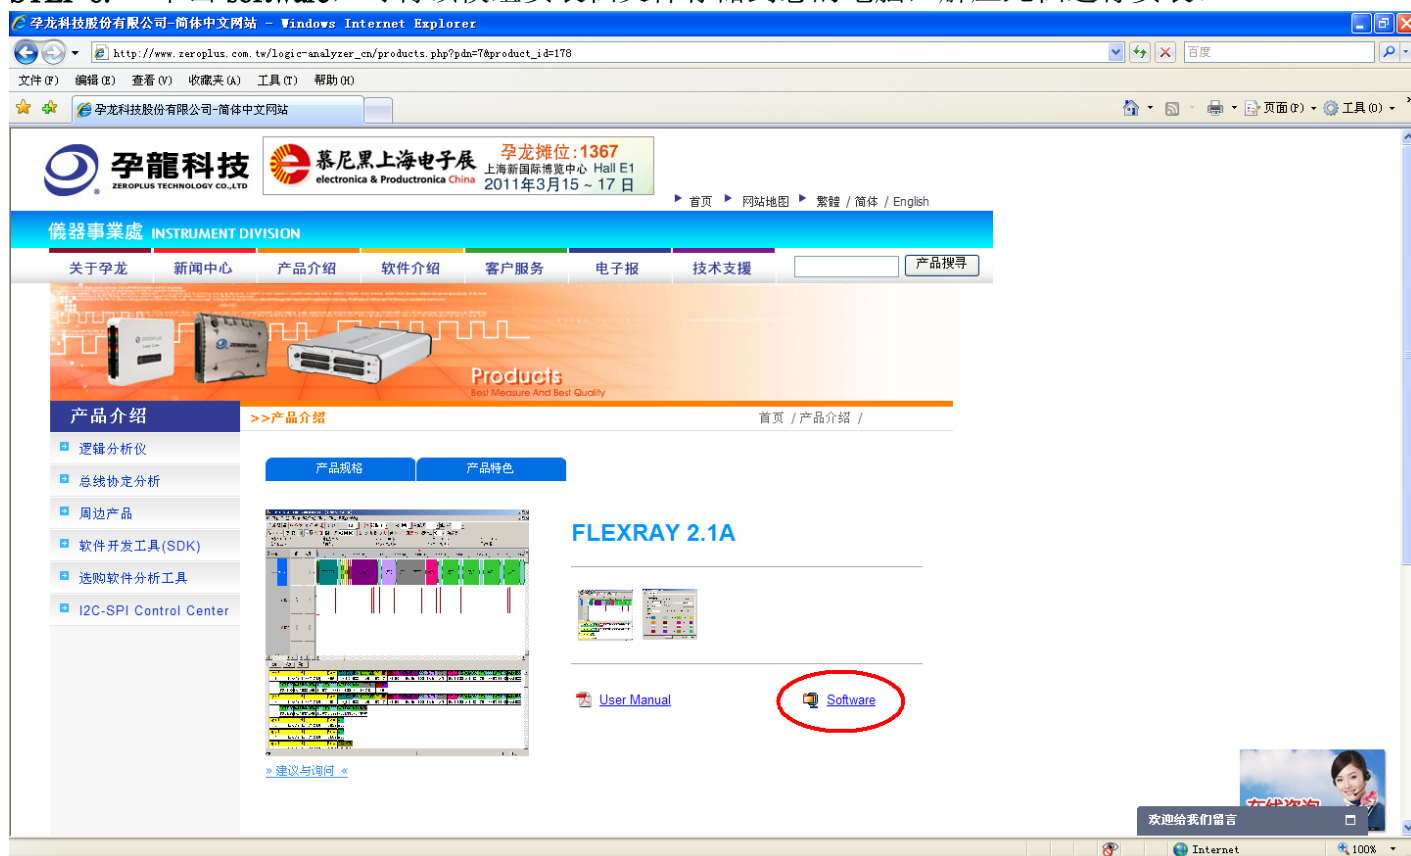 孕龙科技股份有限公司-简体中文网站 - Windows Internet Explorer
http://www.zeroplus.com.tw/logic-analyzer_cn/products.php?pdn=7&product_id=178
百度
文件(F) 编辑(E) 查看(V) 收藏夹(A) 工具(T) 帮助(H)
孕龙科技股份有限公司-简体中文网站
页面(P) 工具(O)
孕龍科技
ZEROPLUS TECHNOLOGY CO.,LTD
慕尼黑上海电子展
electronica & Productronica China
孕龙摊位:1367
上海新国际博览中心 Hall E1
2011年3月15 ~ 17 日
首页 网站地图 繁體 / 简体 / English
儀器事業處 INSTRUMENT DIVISION
关于孕龙 新闻中心 产品介绍 软件介绍 客户服务 电子报 技术支援 产品搜寻
Products
Best Measure And Best Quality
产品介绍
>>产品介绍
首页 / 产品介绍 /
逻辑分析仪
总线协定分析
周边产品
软件开发工具(SDK)
选购软件分析工具
I2C-SPI Control Center
产品规格 产品特色
FLEXRAY 2.1A
User Manual
Software
» 建议与询问 «
在线咨询
欢迎给我们留言
Internet
100%